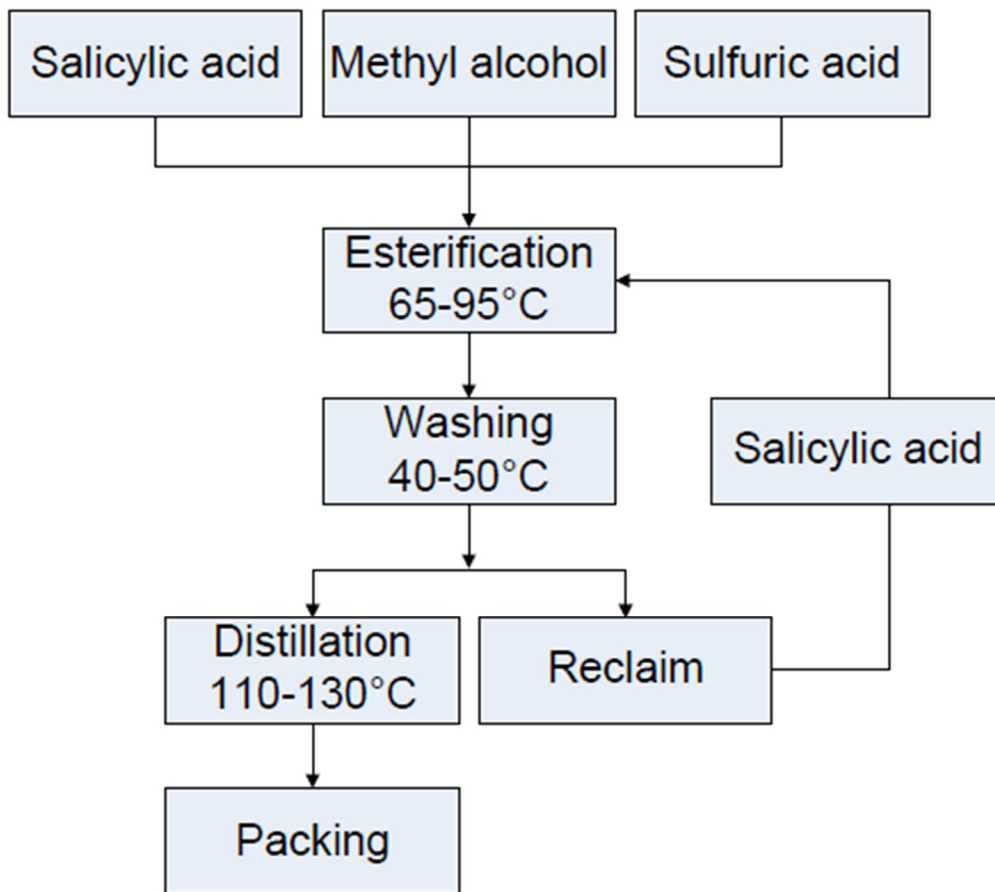 Salicylic acid
Methyl alcohol
Sulfuric acid
Esterification
65-95°C
Washing
40-50°C
Salicylic acid
Distillation
110-130°C
Reclaim
Packing